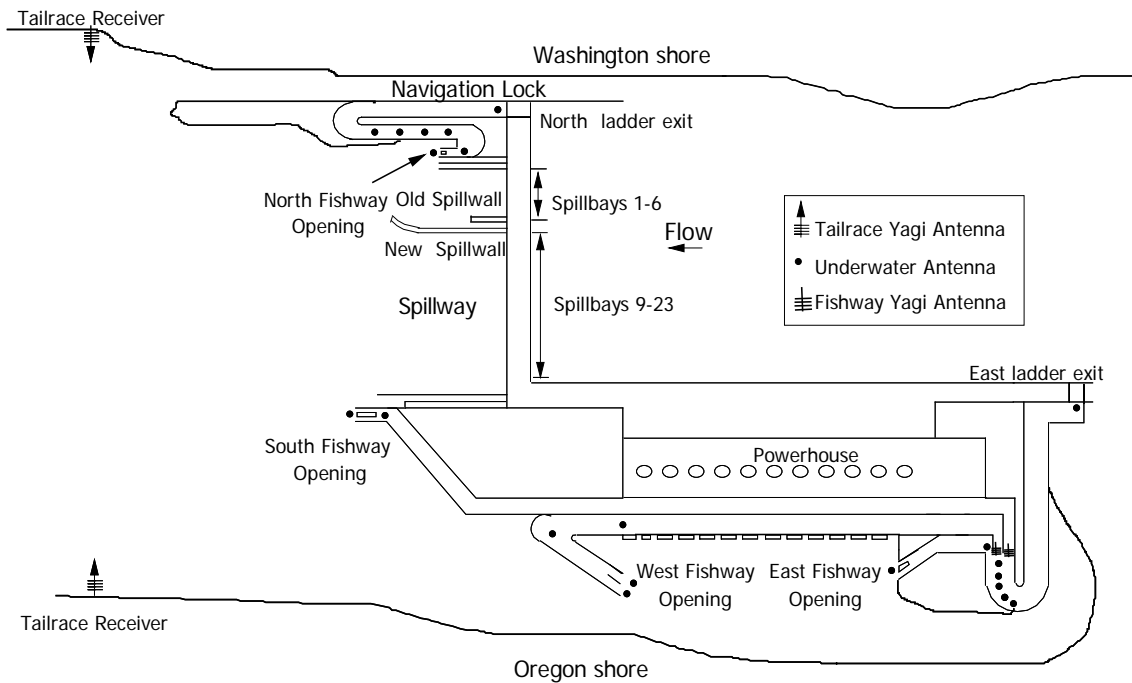 Tailrace Receiver
Washington shore
Navigation Lock
North ladder exit
North Fishway
Opening
Old Spillwall
Spillbays 1-6
New Spillwall
Flow
Tailrace Yagi Antenna
Underwater Antenna
Fishway Yagi Antenna
Spillway
Spillbays 9-23
East ladder exit
South Fishway
Opening
Powerhouse
West Fishway
Opening
East Fishway
Opening
Tailrace Receiver
Oregon shore